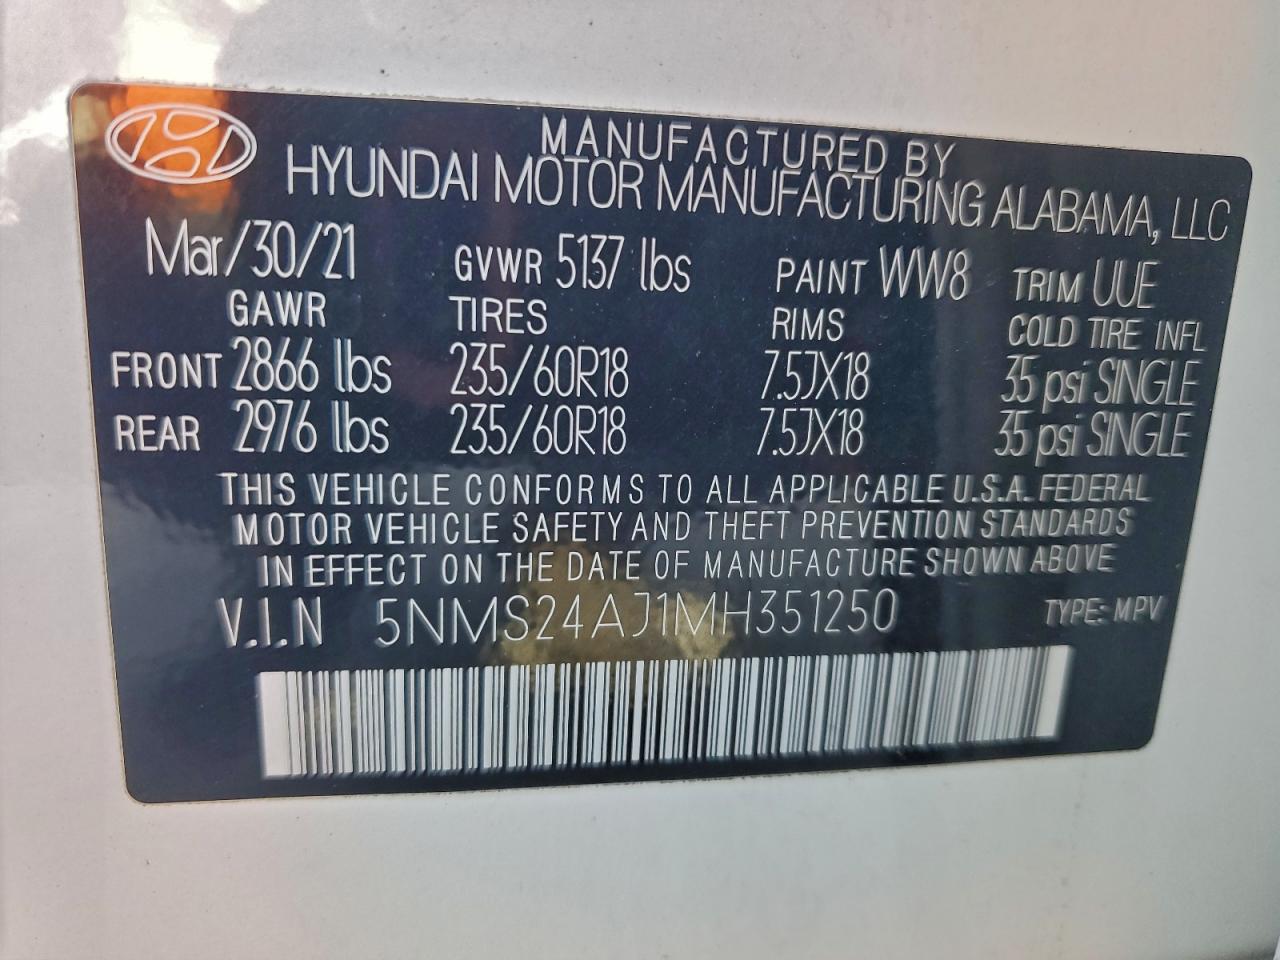 MANUFACTURED BY
HYUNDAI MOTOR MANUFACTURING ALABAMA, LLC
Mar/30/21 GVWR 5137 lbs PAINT WW8 TRIM UUE
GAWR TIRES RIMS COLD TIRE INFL
FRONT 2866 lbs 235/60R18 7.5JX18 35 psi SINGLE
REAR 2976 lbs 235/60R18 7.5JX18 35 psi SINGLE
THIS VEHICLE CONFORMS TO ALL APPLICABLE U.S.A. FEDERAL
MOTOR VEHICLE SAFETY AND THEFT PREVENTION STANDARDS
IN EFFECT ON THE DATE OF MANUFACTURE SHOWN ABOVE
V.I.N 5NMS24AJ1MH351250 TYPE: MPV